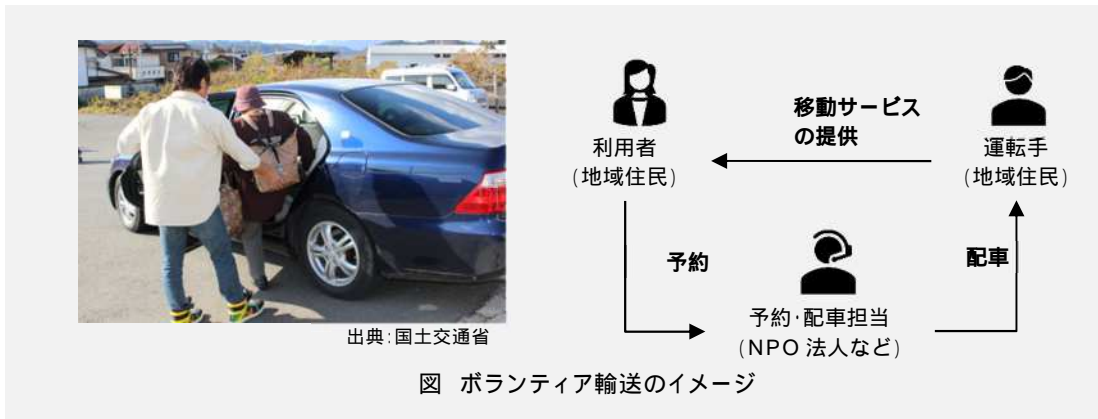 出典:国土交通省
利用者
(地域住民)
移動サービス
の提供
運転手
(地域住民)
予約
配車
予約･配車担当
(NPO 法人など)
図 ボランティア輸送のイメージ